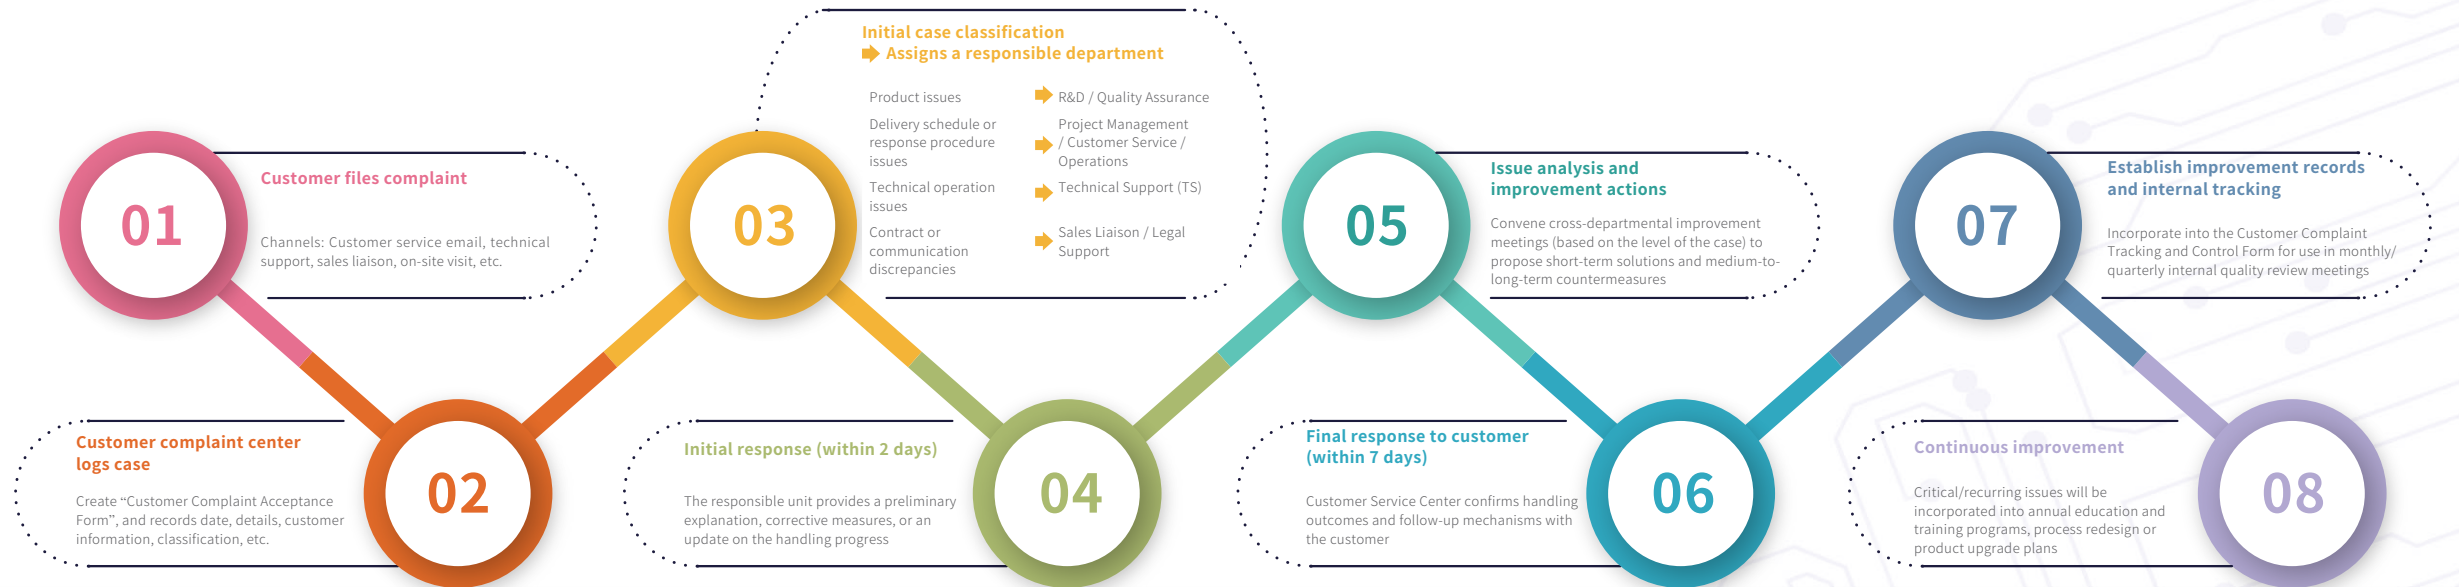 01
Customer files complaint
Channels: Customer service email, technical
support, sales liaison, on-site visit, etc.
02
Customer complaint center
logs case
Create “Customer Complaint Acceptance
Form”, and records date, details, customer
information, classification, etc.
03
Initial case classification
Assigns a responsible department
Product issues
R&D / Quality Assurance
Delivery schedule or
response procedure
issues
Project Management
/ Customer Service /
Operations
Technical operation
issues
Technical Support (TS)
Contract or
communication
discrepancies
Sales Liaison / Legal
Support
04
Initial response (within 2 days)
The responsible unit provides a preliminary
explanation, corrective measures, or an
update on the handling progress
05
Issue analysis and
improvement actions
Convene cross-departmental improvement
meetings (based on the level of the case) to
propose short-term solutions and medium-to-
long-term countermeasures
06
Final response to customer
(within 7 days)
Customer Service Center confirms handling
outcomes and follow-up mechanisms with
the customer
07
Establish improvement records
and internal tracking
Incorporate into the Customer Complaint
Tracking and Control Form for use in monthly/
quarterly internal quality review meetings
08
Continuous improvement
Critical/recurring issues will be
incorporated into annual education and
training programs, process redesign or
product upgrade plans